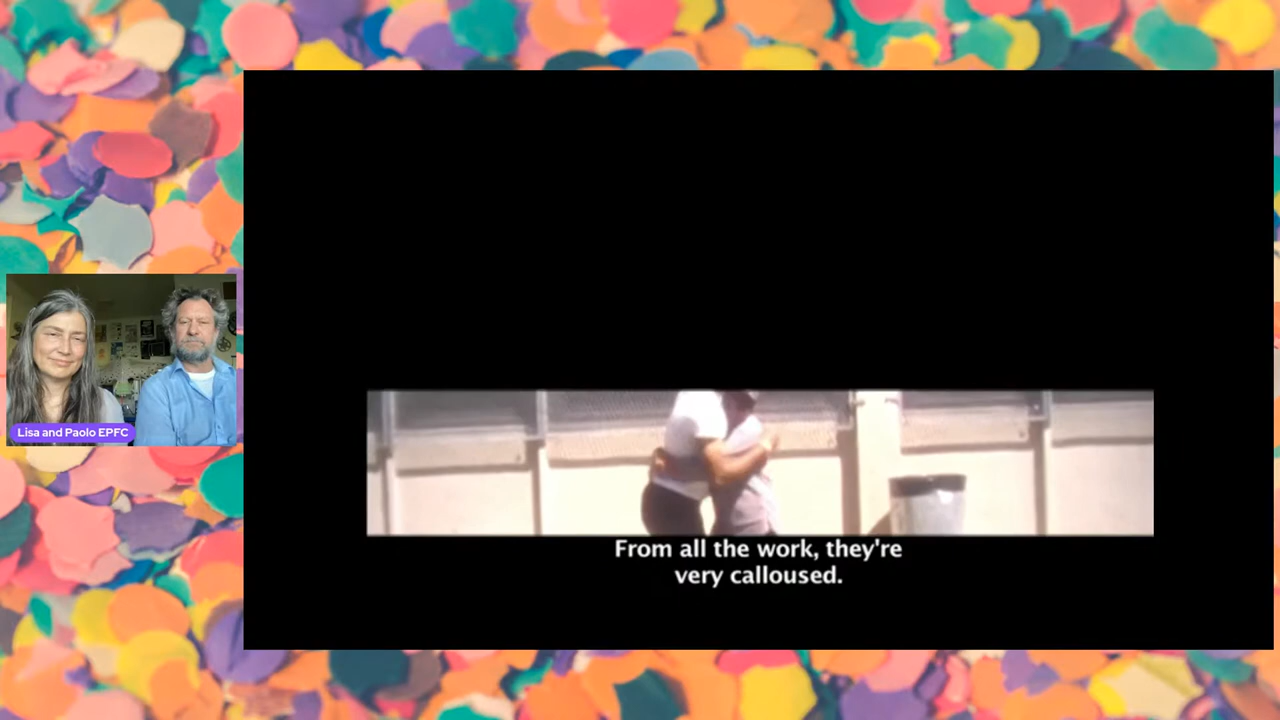 Lisa and Paolo EPFC
From all the work, they're
very calloused.